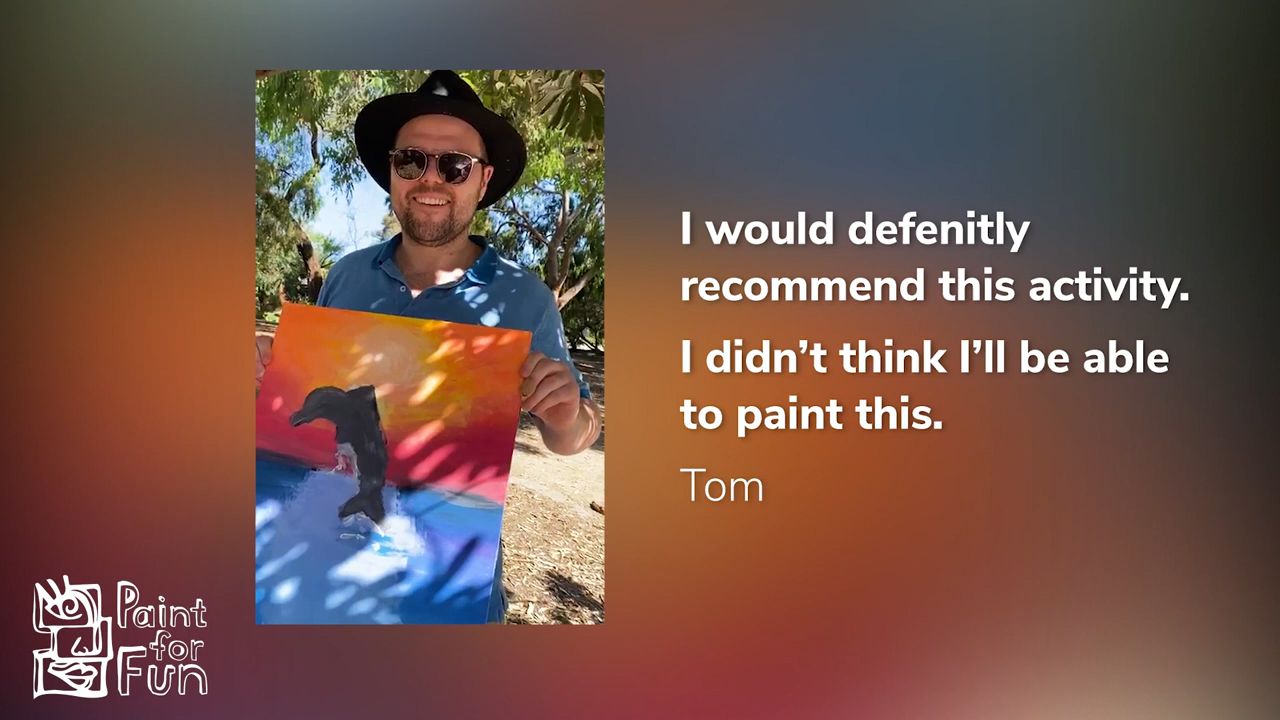 I would defenitly
recommend this activity.
I didn’t think I’ll be able
to paint this.
Tom
Paint
for
Fun